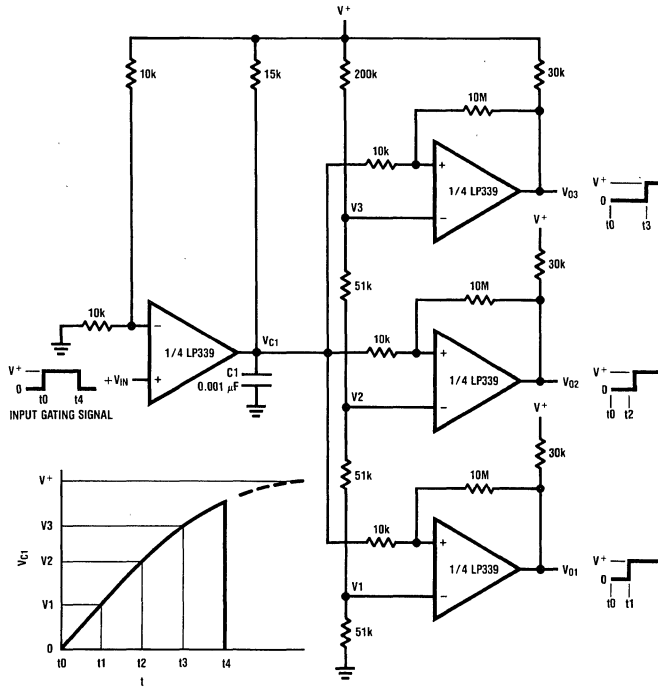 V+
10k
15k
200k
30k
10M
10k
+
1/4 LP339
−
V3
VO3
V+
0
t0
t3
V+
30k
51k
10M
10k
+
1/4 LP339
−
V2
VO2
V+
0
t0
t2
10k
−
1/4 LP339
+
VC1
C1
0.001 μF
V+
0
t0
t4
+VIN
INPUT GATING SIGNAL
V+
30k
51k
10M
10k
+
1/4 LP339
−
V1
VO1
V+
0
t0
t1
51k
V+
V3
V2
V1
0
VC1
t0
t1
t2
t3
t4
t